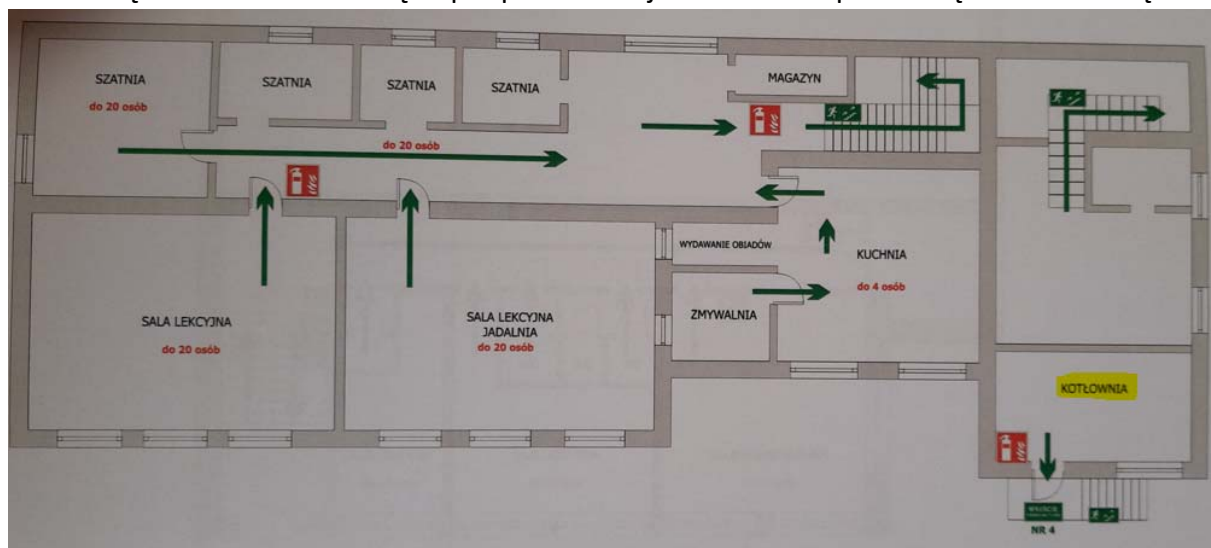 SZATNIA
do 20 osób
SZATNIA
SZATNIA
SZATNIA
do 20 osób
MAGAZYN
WYDAWANIE OBIADÓW
KUCHNIA
do 4 osób
ZMYWALNIA
SALA LEKCYJNA
do 20 osób
SALA LEKCYJNA
JADALNIA
do 20 osób
KOTŁOWNIA
NR 4